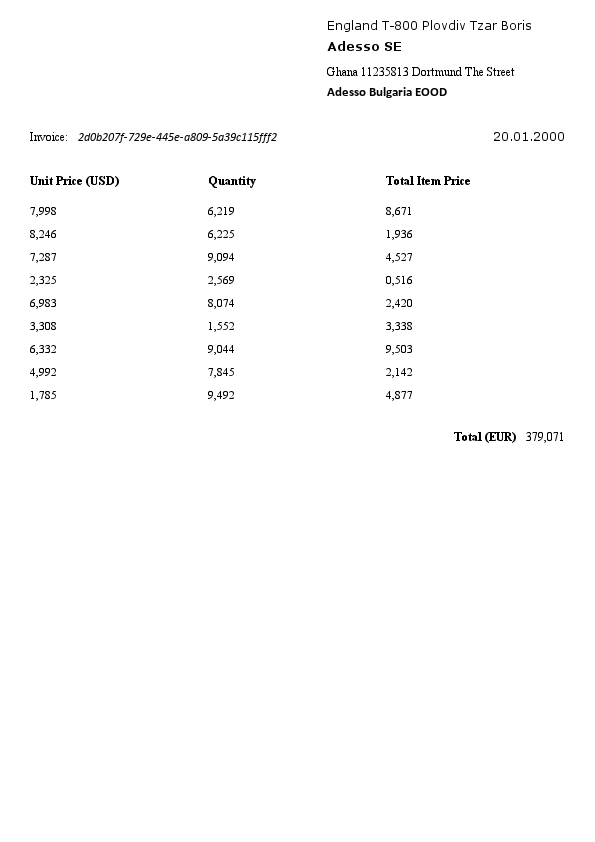 England T-800 Plovdiv Tzar Boris
Adesso SE
Ghana 11235813 Dortmund The Street
Adesso Bulgaria EOOD
Invoice: 2d0b207f-729e-445e-a809-5a39c115fff2 20.01.2000
Unit Price (USD) Quantity Total Item Price
7,998 6,219 8,671
8,246 6,225 1,936
7,287 9,094 4,527
2,325 2,569 0,516
6,983 8,074 2,420
3,308 1,552 3,338
6,332 9,044 9,503
4,992 7,845 2,142
1,785 9,492 4,877
Total (EUR) 379,071